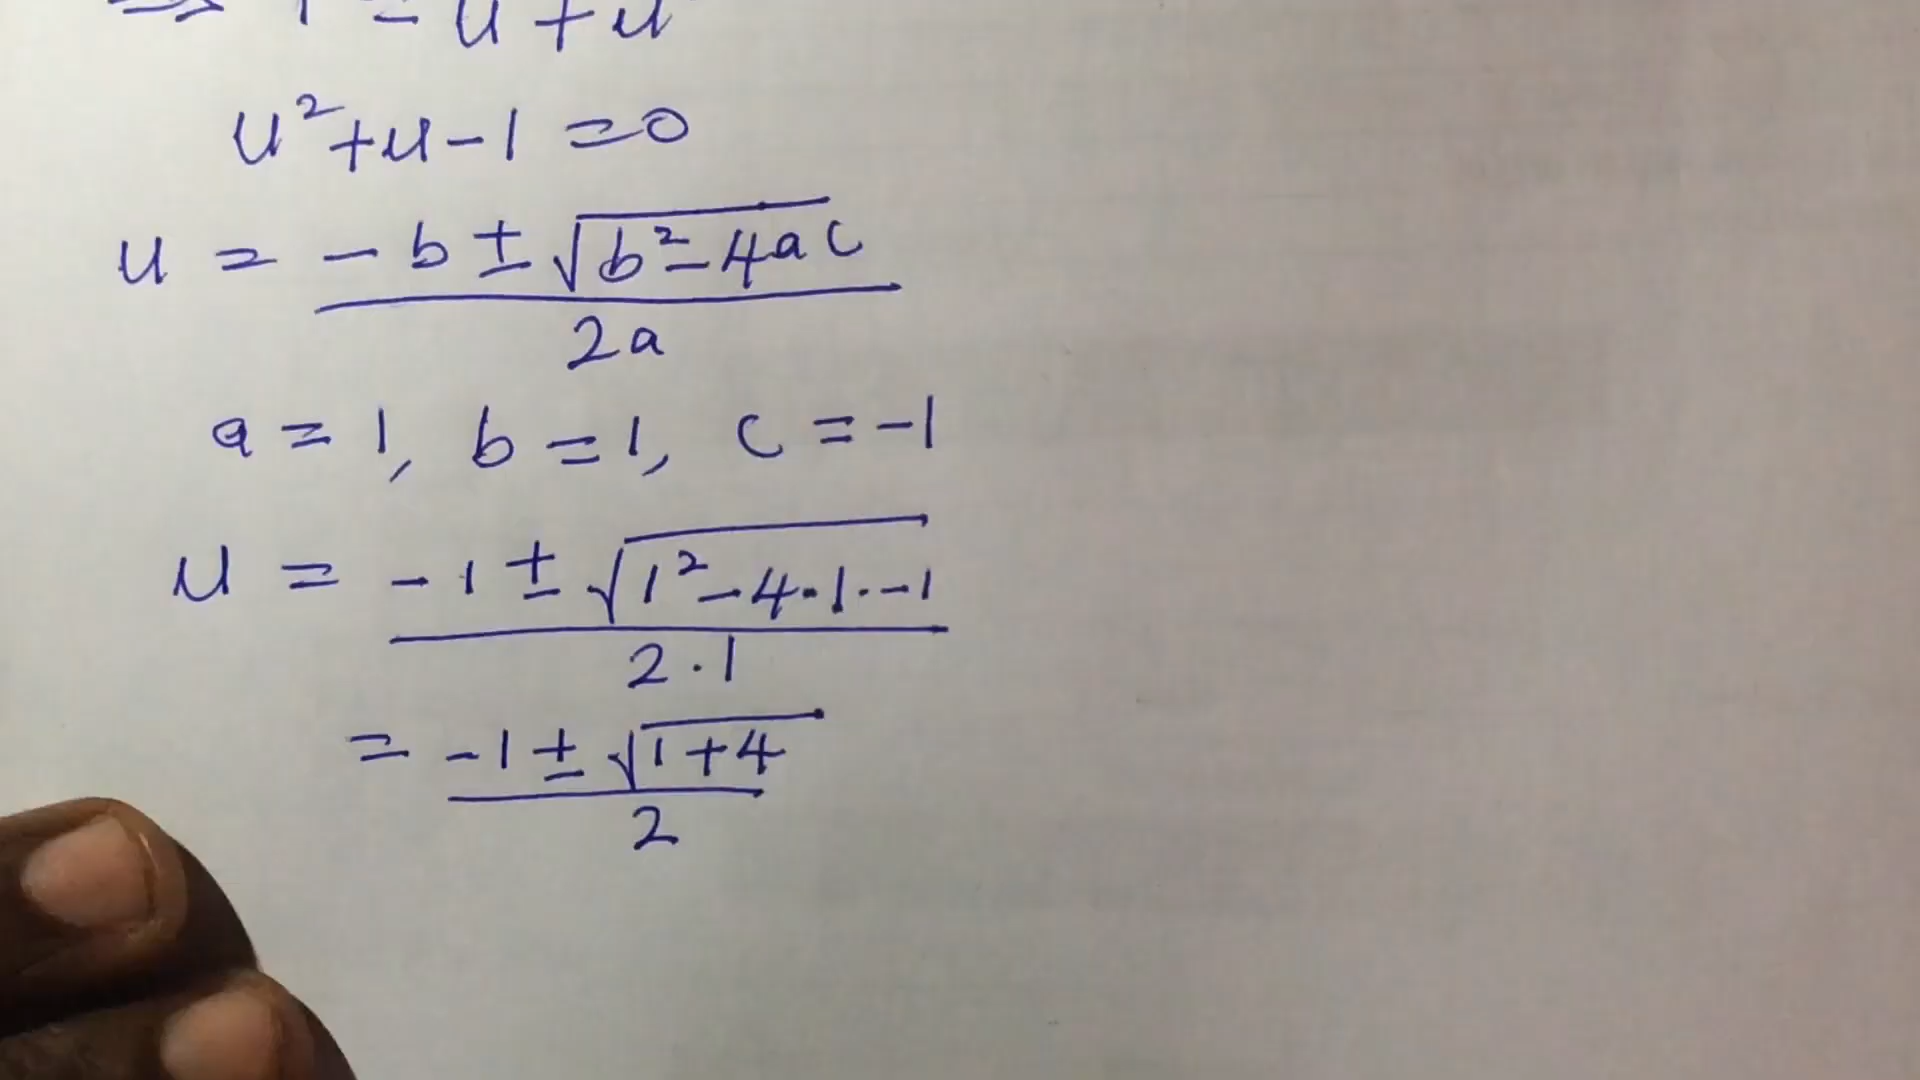 ⇒ 1 = u + u
u² + u - 1 = 0
u = (-b ± √(b² - 4ac)) / 2a
a = 1, b = 1, c = -1
u = (-1 ± √(1² - 4·1·-1)) / 2·1
= (-1 ± √(1+4)) / 2